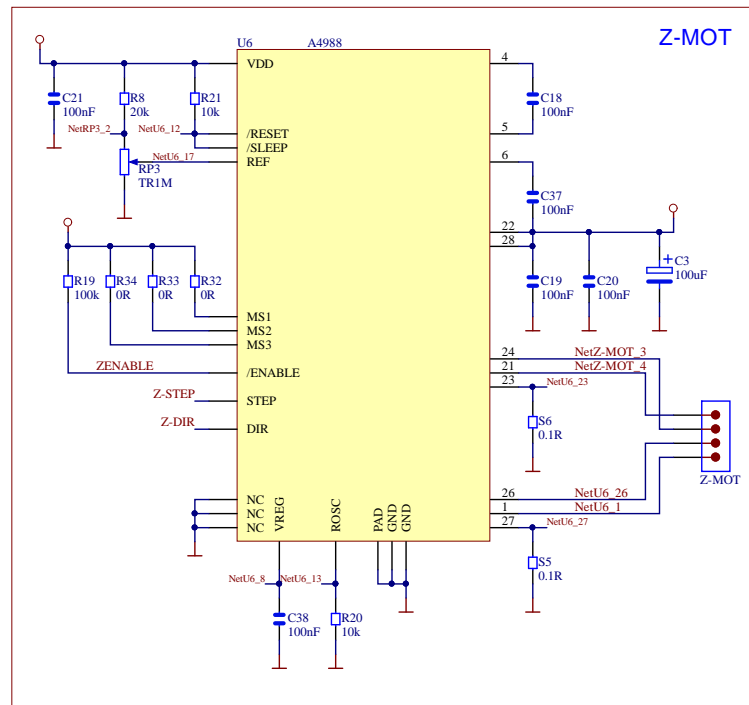 Z-MOT
U6 A4988
VDD 4
C21 R8 R21 C18
100nF 20k 10k 100nF
NetRP3_2 NetU6_12
/RESET 5
/SLEEP
NetU6_17 REF 6
RP3
TR1M
C37
100nF
22
28
R19 R34 R33 R32 C19 C20 + C3
100k 0R 0R 0R 100nF 100nF 100uF
MS1
MS2
MS3
24 NetZ-MOT_3
ZENABLE /ENABLE 21 NetZ-MOT_4
23 NetU6_23
Z-STEP STEP
Z-DIR DIR
S6
0.1R
Z-MOT
NC 26 NetU6_26
NC 1 NetU6_1
NC 27 NetU6_27
VREG ROSC PAD GND GND
S5
0.1R
NetU6_8 NetU6_13
C38 R20
100nF 10k